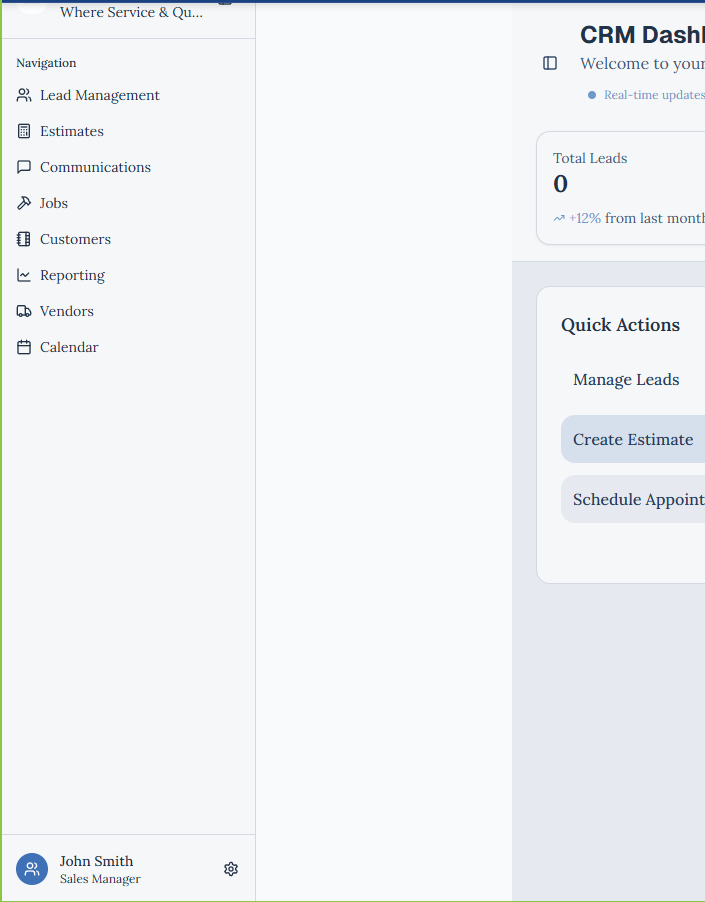 Where Service & Qu...
Navigation
Lead Management
Estimates
Communications
Jobs
Customers
Reporting
Vendors
Calendar
John Smith
Sales Manager
CRM Dash
Welcome to your
Real-time updates
Total Leads
0
+12% from last month
Quick Actions
Manage Leads
Create Estimate
Schedule Appoint